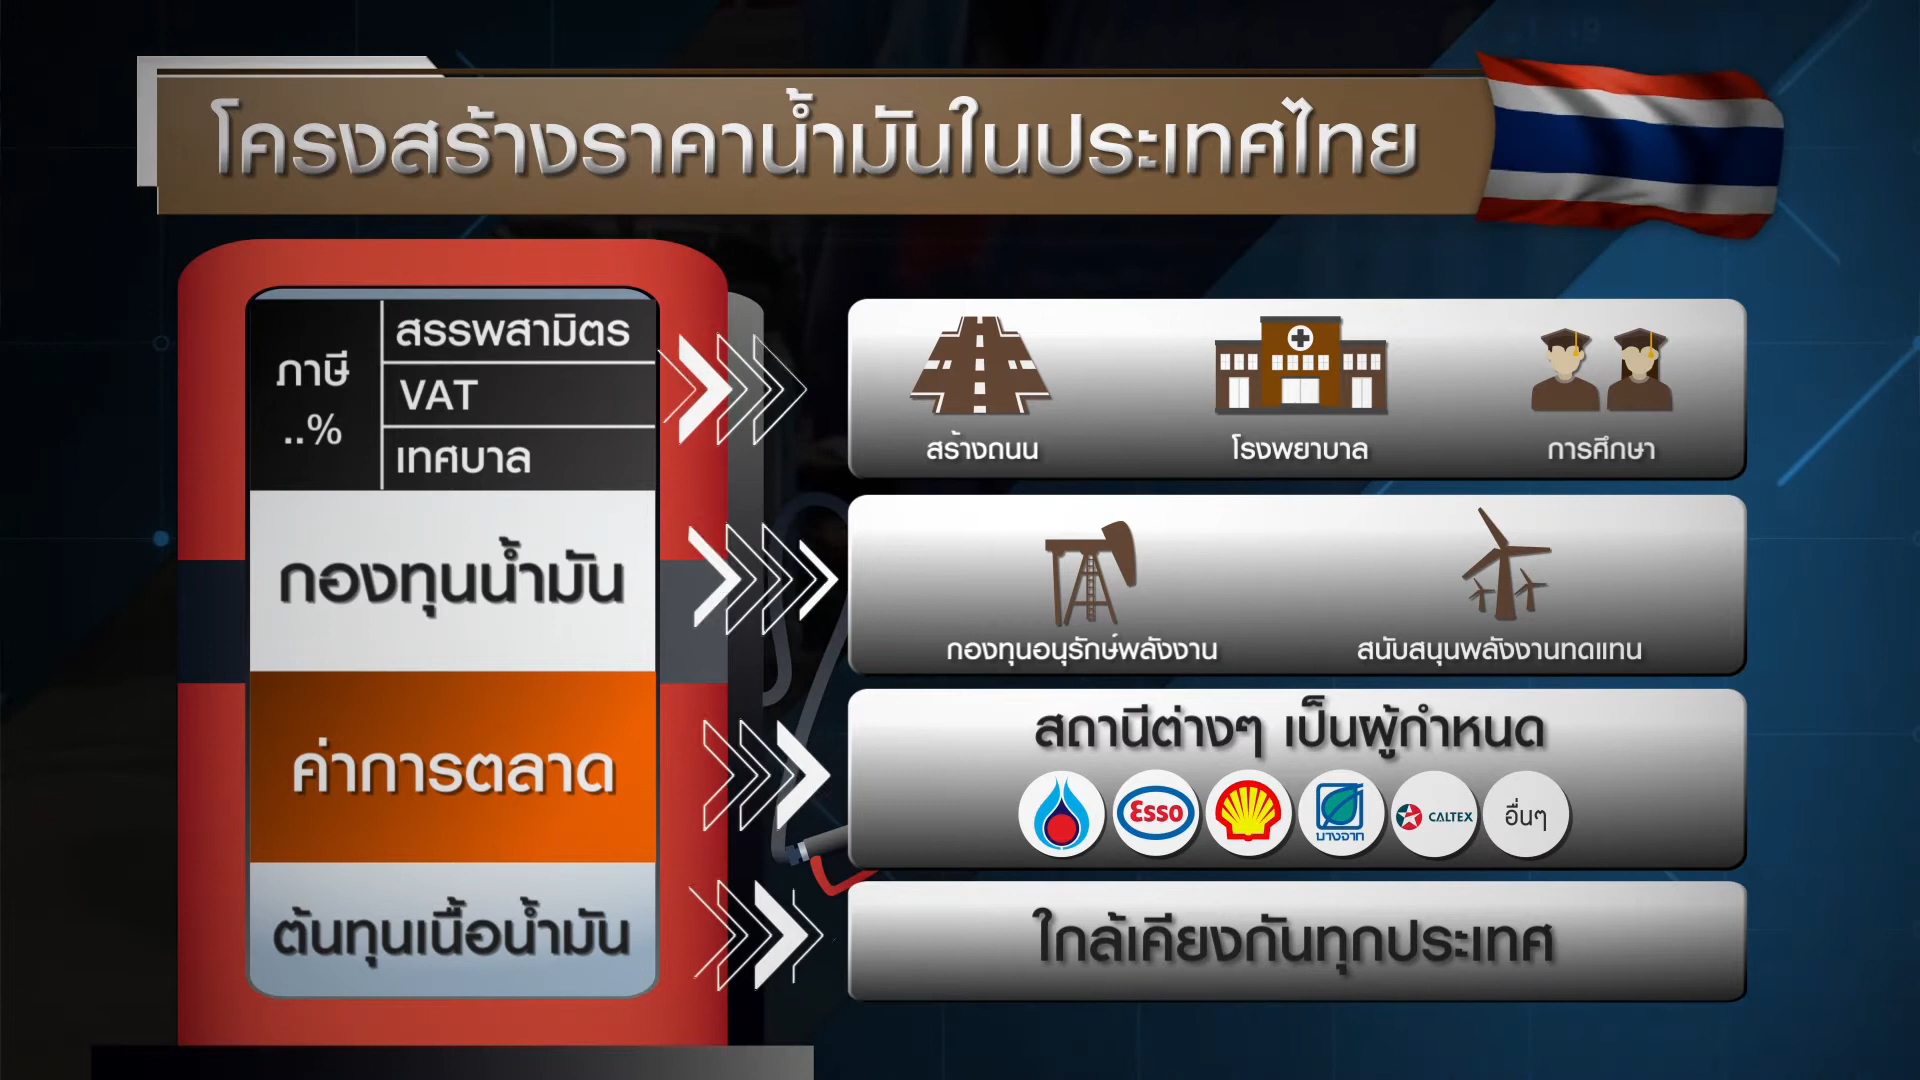 โครงสร้างราคาน้ำมันในประเทศไทย
ภาษี
..%
สรรพสามิตร
VAT
เทศบาล
สร้างถนน
โรงพยาบาล
การศึกษา
กองทุนน้ำมัน
กองทุนอนุรักษ์พลังงาน
สนับสนุนพลังงานทดแทน
ค่าการตลาด
สถานีต่างๆ เป็นผู้กำหนด
Esso
บางจาก
CALTEX
อื่นๆ
ต้นทุนเนื้อน้ำมัน
ใกล้เคียงกันทุกประเทศ